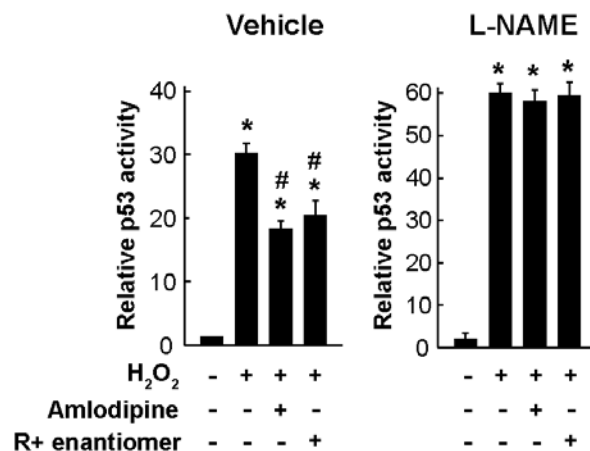 Vehicle
L-NAME
Relative p53 activity
40
30
20
10
0
* # * # *
Relative p53 activity
60
50
40
30
20
10
0
* * *
H₂O₂ - + + + - + + +
Amlodipine - - + - - - + -
R+ enantiomer - - - + - - - +